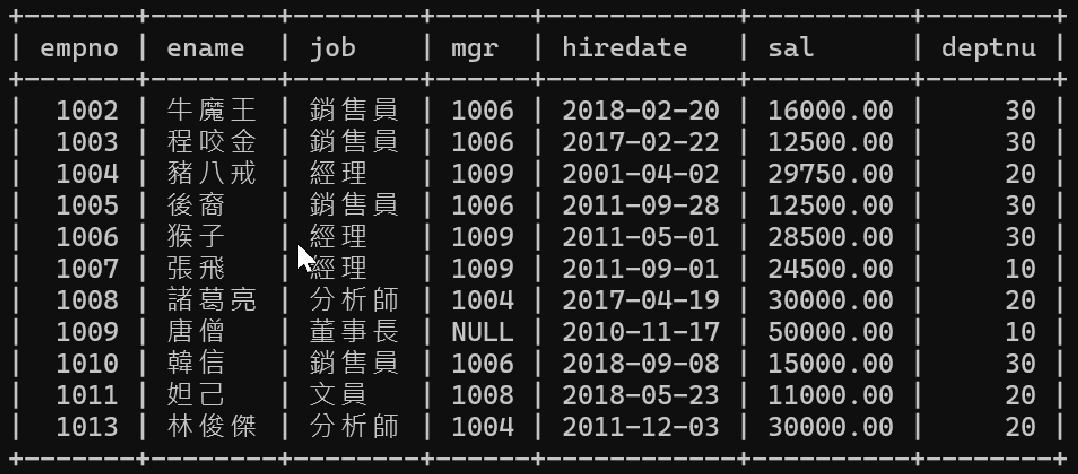 | empno | ename | job | mgr | hiredate | sal | deptnu |
| 1002 | 牛魔王 | 銷售員 | 1006 | 2018-02-20 | 16000.00 | 30 |
| 1003 | 程咬金 | 銷售員 | 1006 | 2017-02-22 | 12500.00 | 30 |
| 1004 | 豬八戒 | 經理 | 1009 | 2001-04-02 | 29750.00 | 20 |
| 1005 | 後裔 | 銷售員 | 1006 | 2011-09-28 | 12500.00 | 30 |
| 1006 | 猴子 | 經理 | 1009 | 2011-05-01 | 28500.00 | 30 |
| 1007 | 張飛 | 經理 | 1009 | 2011-09-01 | 24500.00 | 10 |
| 1008 | 諸葛亮 | 分析師 | 1004 | 2017-04-19 | 30000.00 | 20 |
| 1009 | 唐僧 | 董事長 | NULL | 2010-11-17 | 50000.00 | 10 |
| 1010 | 韓信 | 銷售員 | 1006 | 2018-09-08 | 15000.00 | 30 |
| 1011 | 妲己 | 文員 | 1008 | 2018-05-23 | 11000.00 | 20 |
| 1013 | 林俊傑 | 分析師 | 1004 | 2011-12-03 | 30000.00 | 20 |